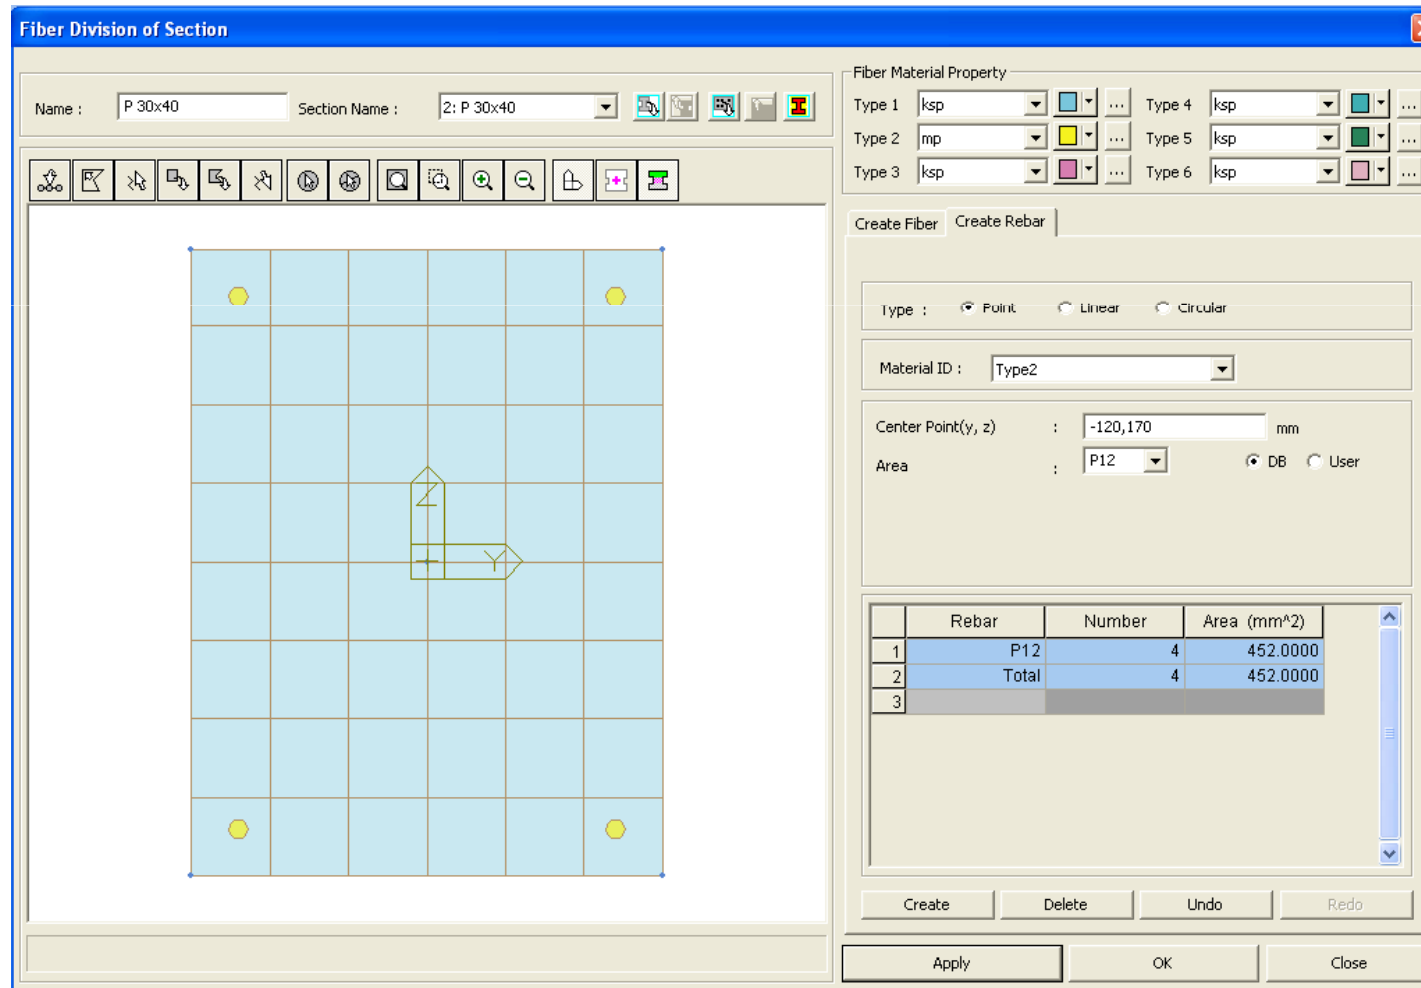 Fiber Division of Section
Name : P 30x40 Section Name : 2: P 30x40
Fiber Material Property
Type 1 ksp ... Type 4 ksp ...
Type 2 mp ... Type 5 ksp ...
Type 3 ksp ... Type 6 ksp ...
Create Fiber Create Rebar
Type : Point Linear Circular
Material ID : Type2
Center Point(y, z) : -120,170 mm
Area : P12 DB User
Z
Y
Rebar Number Area (mm^2)
1 P12 4 452.0000
2 Total 4 452.0000
3
Create Delete Undo Redo
Apply OK Close